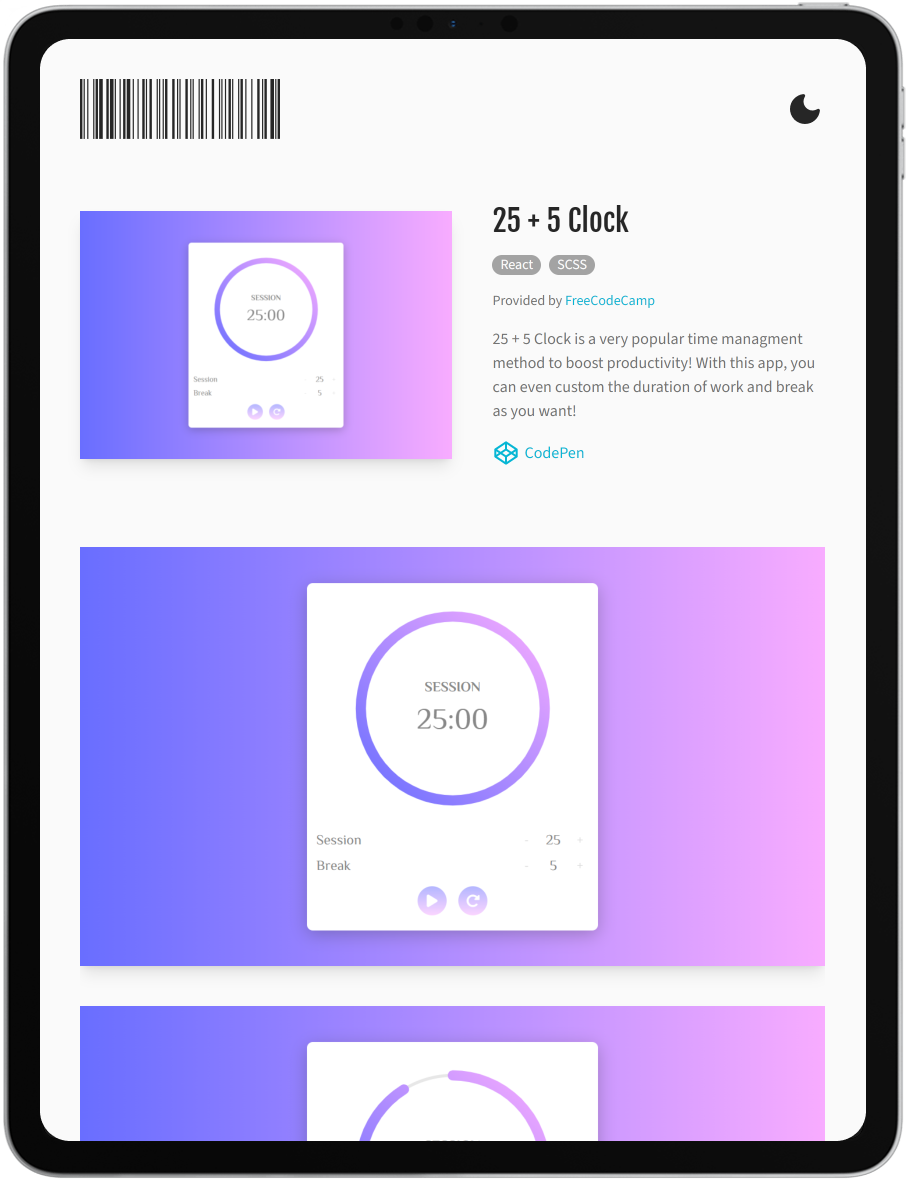 25 + 5 Clock
React SCSS
Provided by FreeCodeCamp
25 + 5 Clock is a very popular time managment
method to boost productivity! With this app, you
can even custom the duration of work and break
as you want!
CodePen
SESSION
25:00
Session 25 -
Break - 5 -
SESSION
25:00
Session - 25 +
Break - 5 +